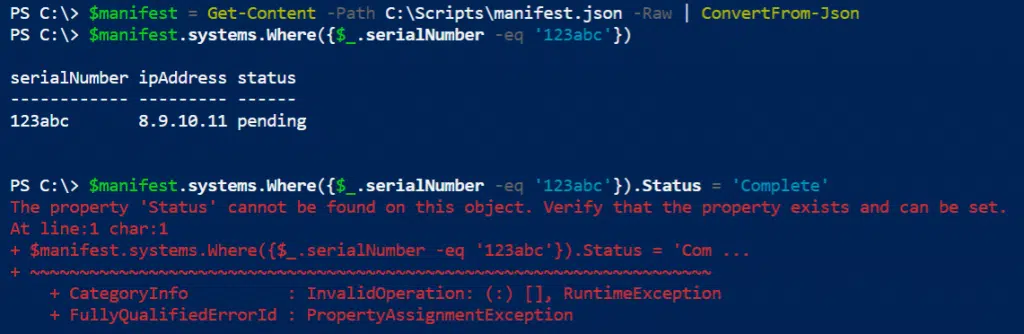 PS C:\> $manifest = Get-Content -Path C:\Scripts\manifest.json -Raw | ConvertFrom-Json
PS C:\> $manifest.systems.Where({$_.serialNumber -eq '123abc'})
serialNumber ipAddress status
------------ --------- ------
123abc       8.9.10.11 pending
PS C:\> $manifest.systems.Where({$_.serialNumber -eq '123abc'}).Status = 'Complete'
The property 'Status' cannot be found on this object. Verify that the property exists and can be set.
At line:1 char:1
+ $manifest.systems.Where({$_.serialNumber -eq '123abc'}).Status = 'Com ...
+ ~~~~~~~~~~~~~~~~~~~~~~~~~~~~~~~~~~~~~~~~~~~~~~~~~~~~~~~~~~~~~~~~~~~~~
    + CategoryInfo          : InvalidOperation: (:) [], RuntimeException
    + FullyQualifiedErrorId : PropertyAssignmentException